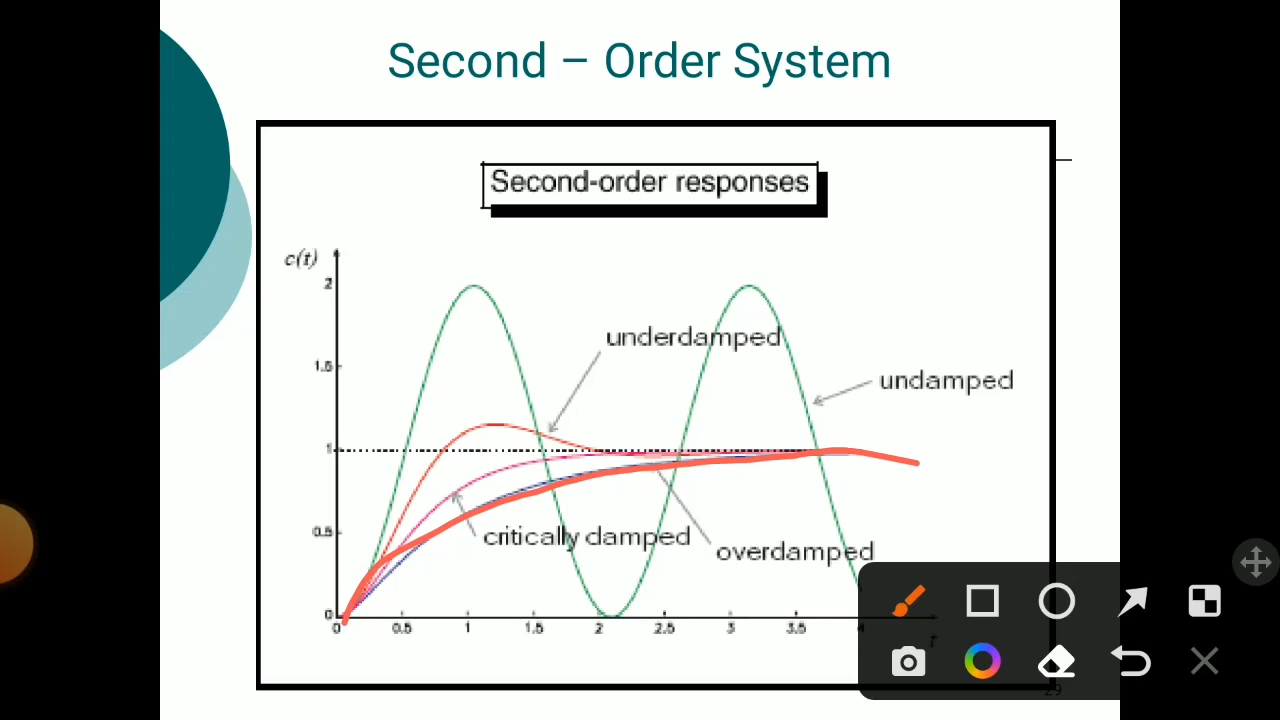 Second – Order System
Second-order responses
c(t)
2
underdamped
1.5
undamped
1
0.5
critically damped
overdamped
0
0 0.5 1 1.5 2 2.5 3 3.5 4
t
29